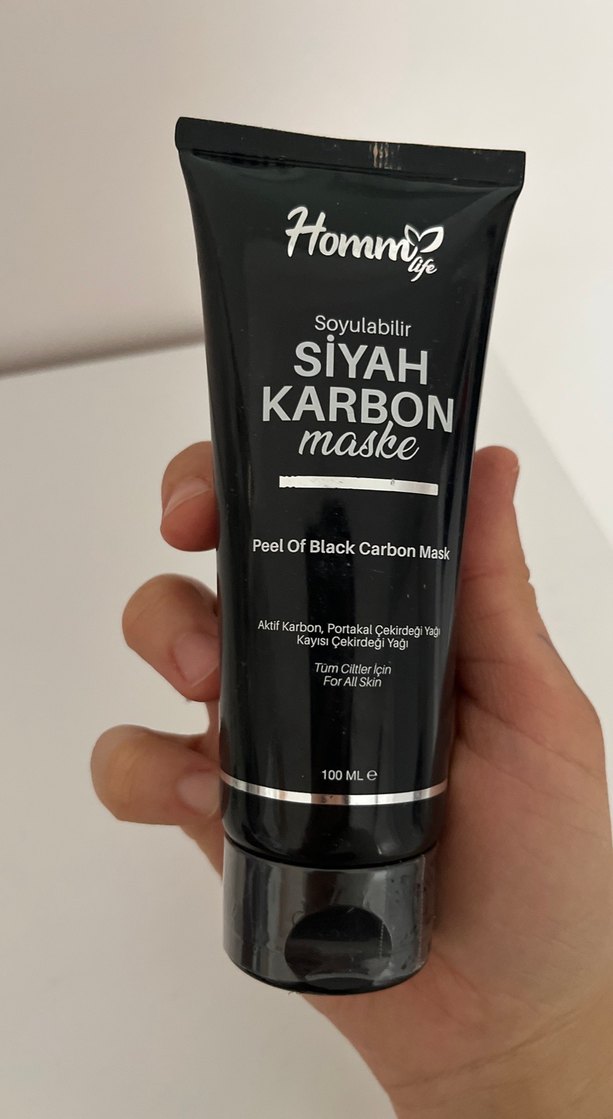 Homm
life
Soyulabilir
SİYAH
KARBON
maske
Peel Of Black Carbon Mask
Aktif Karbon, Portakal Çekirdeği Yağı
Kayısı Çekirdeği Yağı
Tüm Ciltler İçin
For All Skin
100 ML ℮